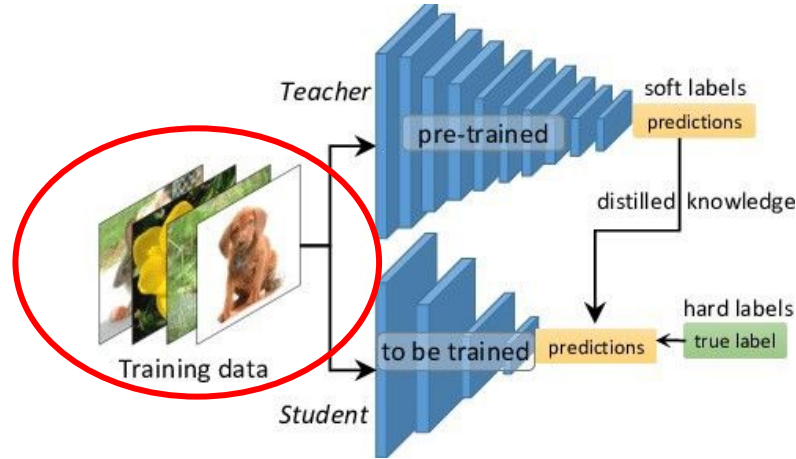 Teacher
soft labels
pre-trained
predictions
distilled knowledge
Training data
hard labels
to be trained
predictions
true label
Student